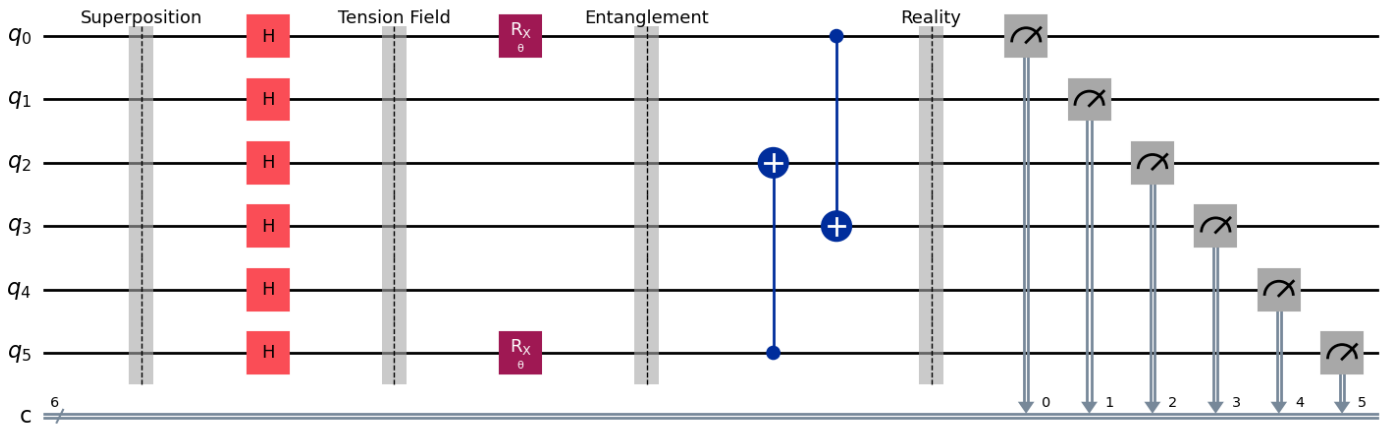 Superposition Tension Field Entanglement Reality
q0 H RX θ
q1 H
q2 H
q3 H
q4 H
q5 H RX θ
c 6 0 1 2 3 4 5